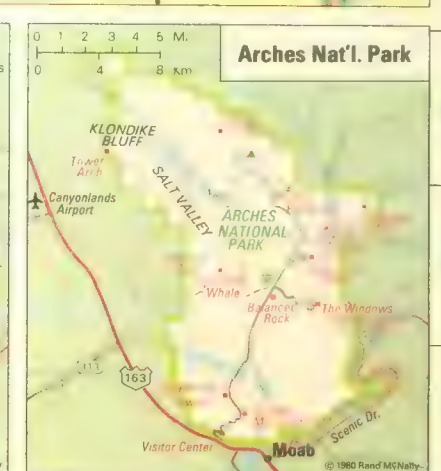 0 1 2 3 4 5 M.
0 4 8 Km
Arches Nat'l. Park
KLONDIKE
BLUFF
Tower
Arch
SALT VALLEY
Canyonlands
Airport
ARCHES
NATIONAL
PARK
Whale
Balanced
Rock
The Windows
313
163
Scenic Dr.
Visitor Center
Moab
© 1980 Rand McNally